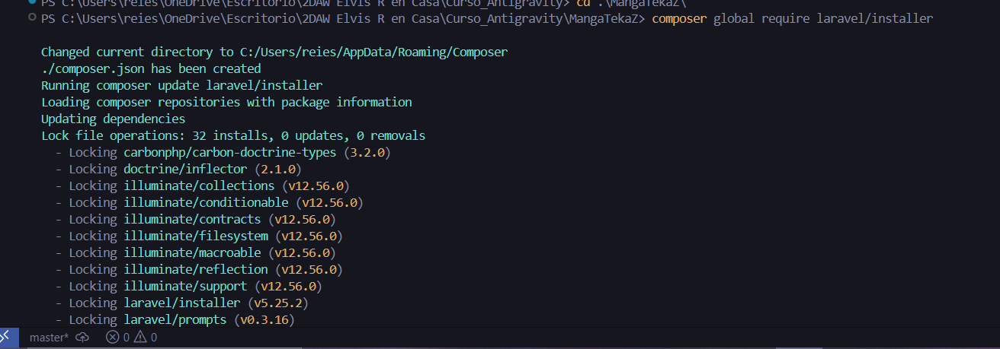 PS C:\Users\reies\OneDrive\Escritorio\2DAW Elvis R en Casa\Curso_Antigravity> cd .\MangaTekaZ\
PS C:\Users\reies\OneDrive\Escritorio\2DAW Elvis R en Casa\Curso_Antigravity\MangaTekaZ> composer global require laravel/installer
Changed current directory to C:/Users/reies/AppData/Roaming/Composer
./composer.json has been created
Running composer update laravel/installer
Loading composer repositories with package information
Updating dependencies
Lock file operations: 32 installs, 0 updates, 0 removals
- Locking carbonphp/carbon-doctrine-types (3.2.0)
- Locking doctrine/inflector (2.1.0)
- Locking illuminate/collections (v12.56.0)
- Locking illuminate/conditionable (v12.56.0)
- Locking illuminate/contracts (v12.56.0)
- Locking illuminate/filesystem (v12.56.0)
- Locking illuminate/macroable (v12.56.0)
- Locking illuminate/reflection (v12.56.0)
- Locking illuminate/support (v12.56.0)
- Locking laravel/installer (v5.25.2)
- Locking laravel/prompts (v0.3.16)
master* 0 0